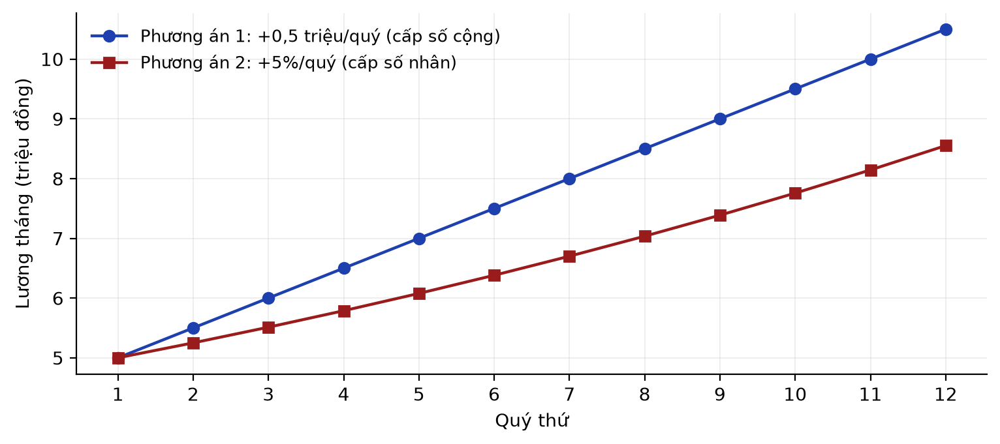 Phương án 1: +0,5 triệu/quý (cấp số cộng)
Phương án 2: +5%/quý (cấp số nhân)
Lương tháng (triệu đồng)
10
9
8
7
6
5
1 2 3 4 5 6 7 8 9 10 11 12
Quý thứ